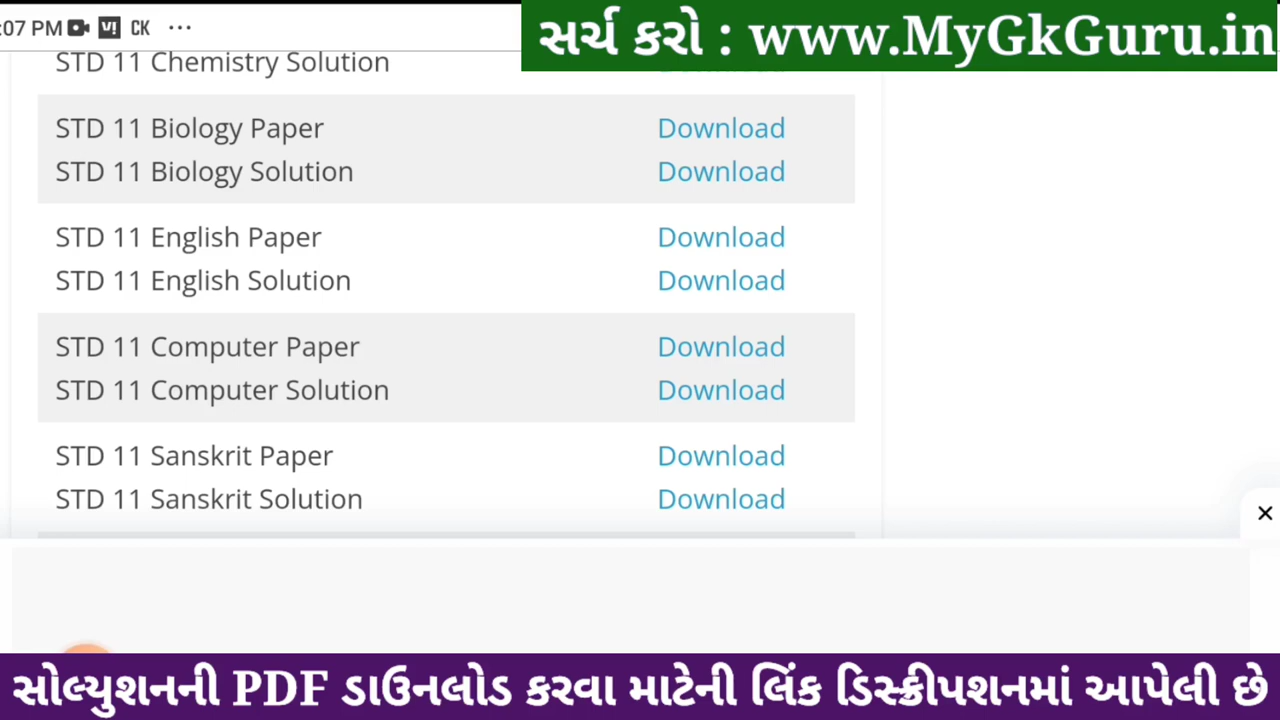 :07 PM V! CK ...
સર્ચ કરો : www.MyGkGuru.in
STD 11 Chemistry Solution
STD 11 Biology Paper Download
STD 11 Biology Solution Download
STD 11 English Paper Download
STD 11 English Solution Download
STD 11 Computer Paper Download
STD 11 Computer Solution Download
STD 11 Sanskrit Paper Download
STD 11 Sanskrit Solution Download
સોલ્યુશનની PDF ડાઉનલોડ કરવા માટેની લિંક ડિસ્ક્રીપશનમાં આપેલી છે